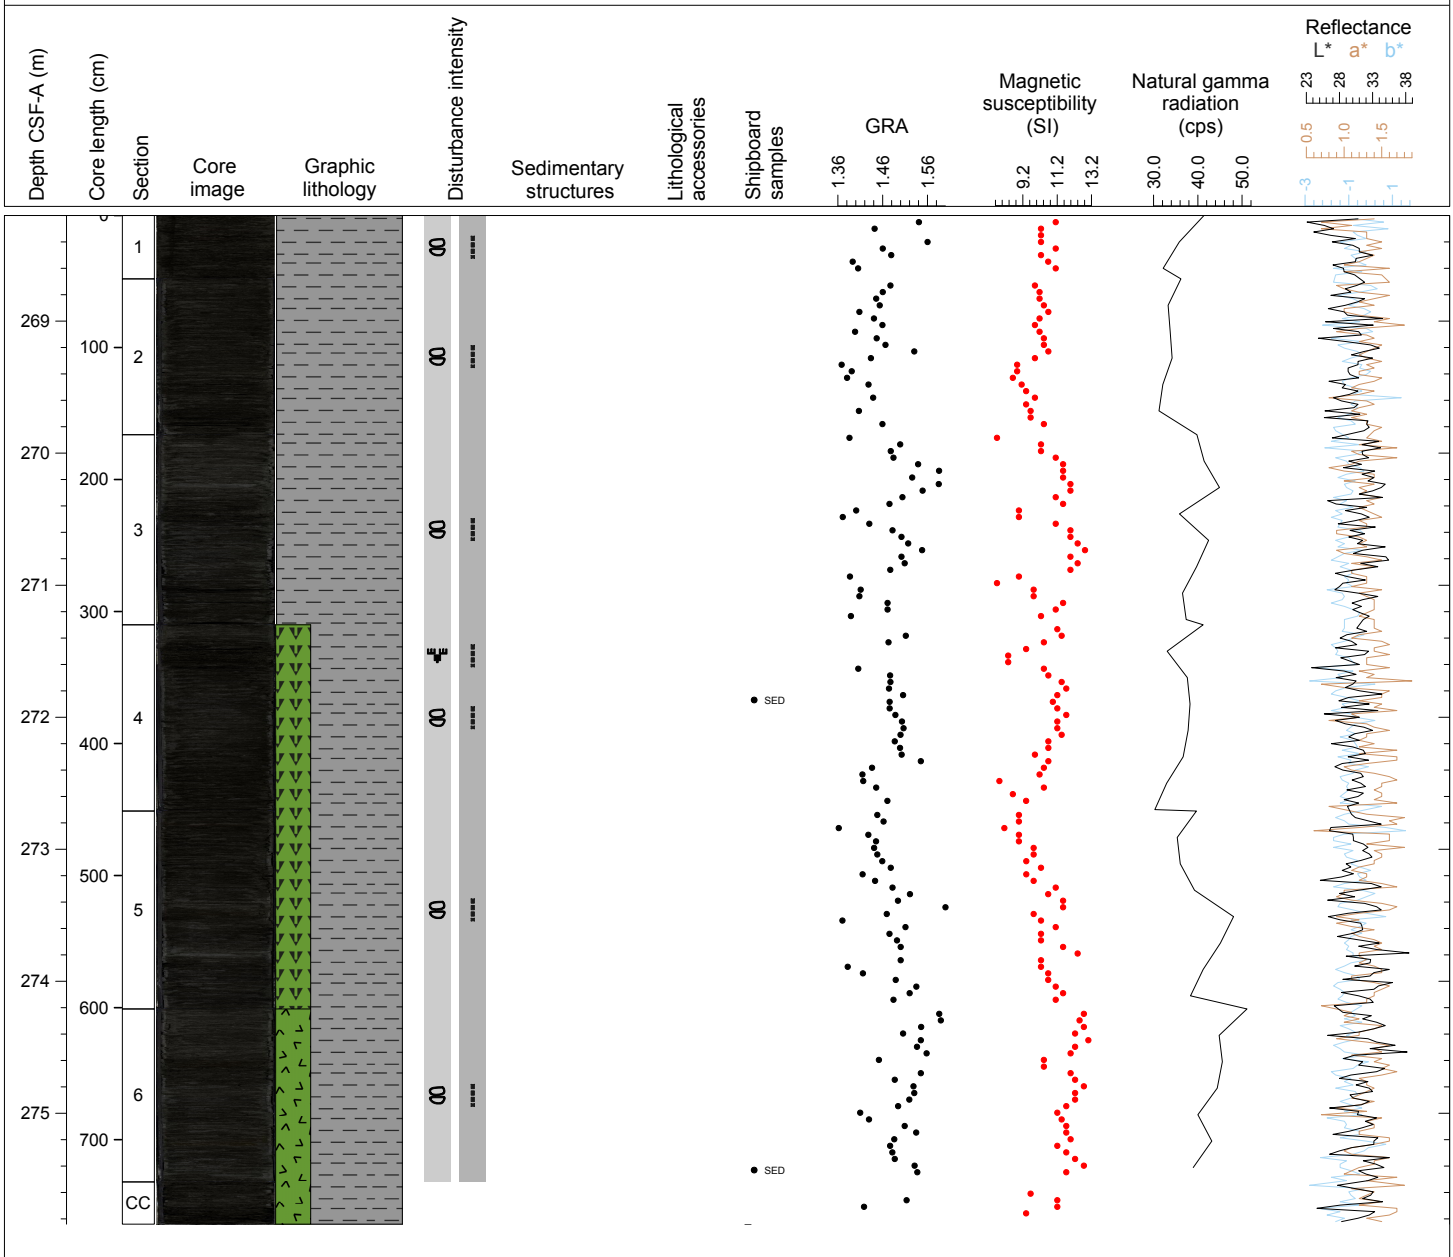 Depth CSF-A (m)
Core length (cm)
Section
Core
image
Graphic
lithology
Disturbance intensity
Sedimentary
structures
Lithological
accessories
Shipboard
samples
GRA
1.36 1.46 1.56
Magnetic
susceptibility
(SI)
9.2 11.2 13.2
Natural gamma
radiation
(cps)
30.0 40.0 50.0
Reflectance
L* a* b*
23 28 33 38
0.5 1.0 1.5
-3 -1 1
0
1
269
100
2
270
200
3
271
300
272
SED
4
400
273
500
5
274
600
6
275
700
SED
CC